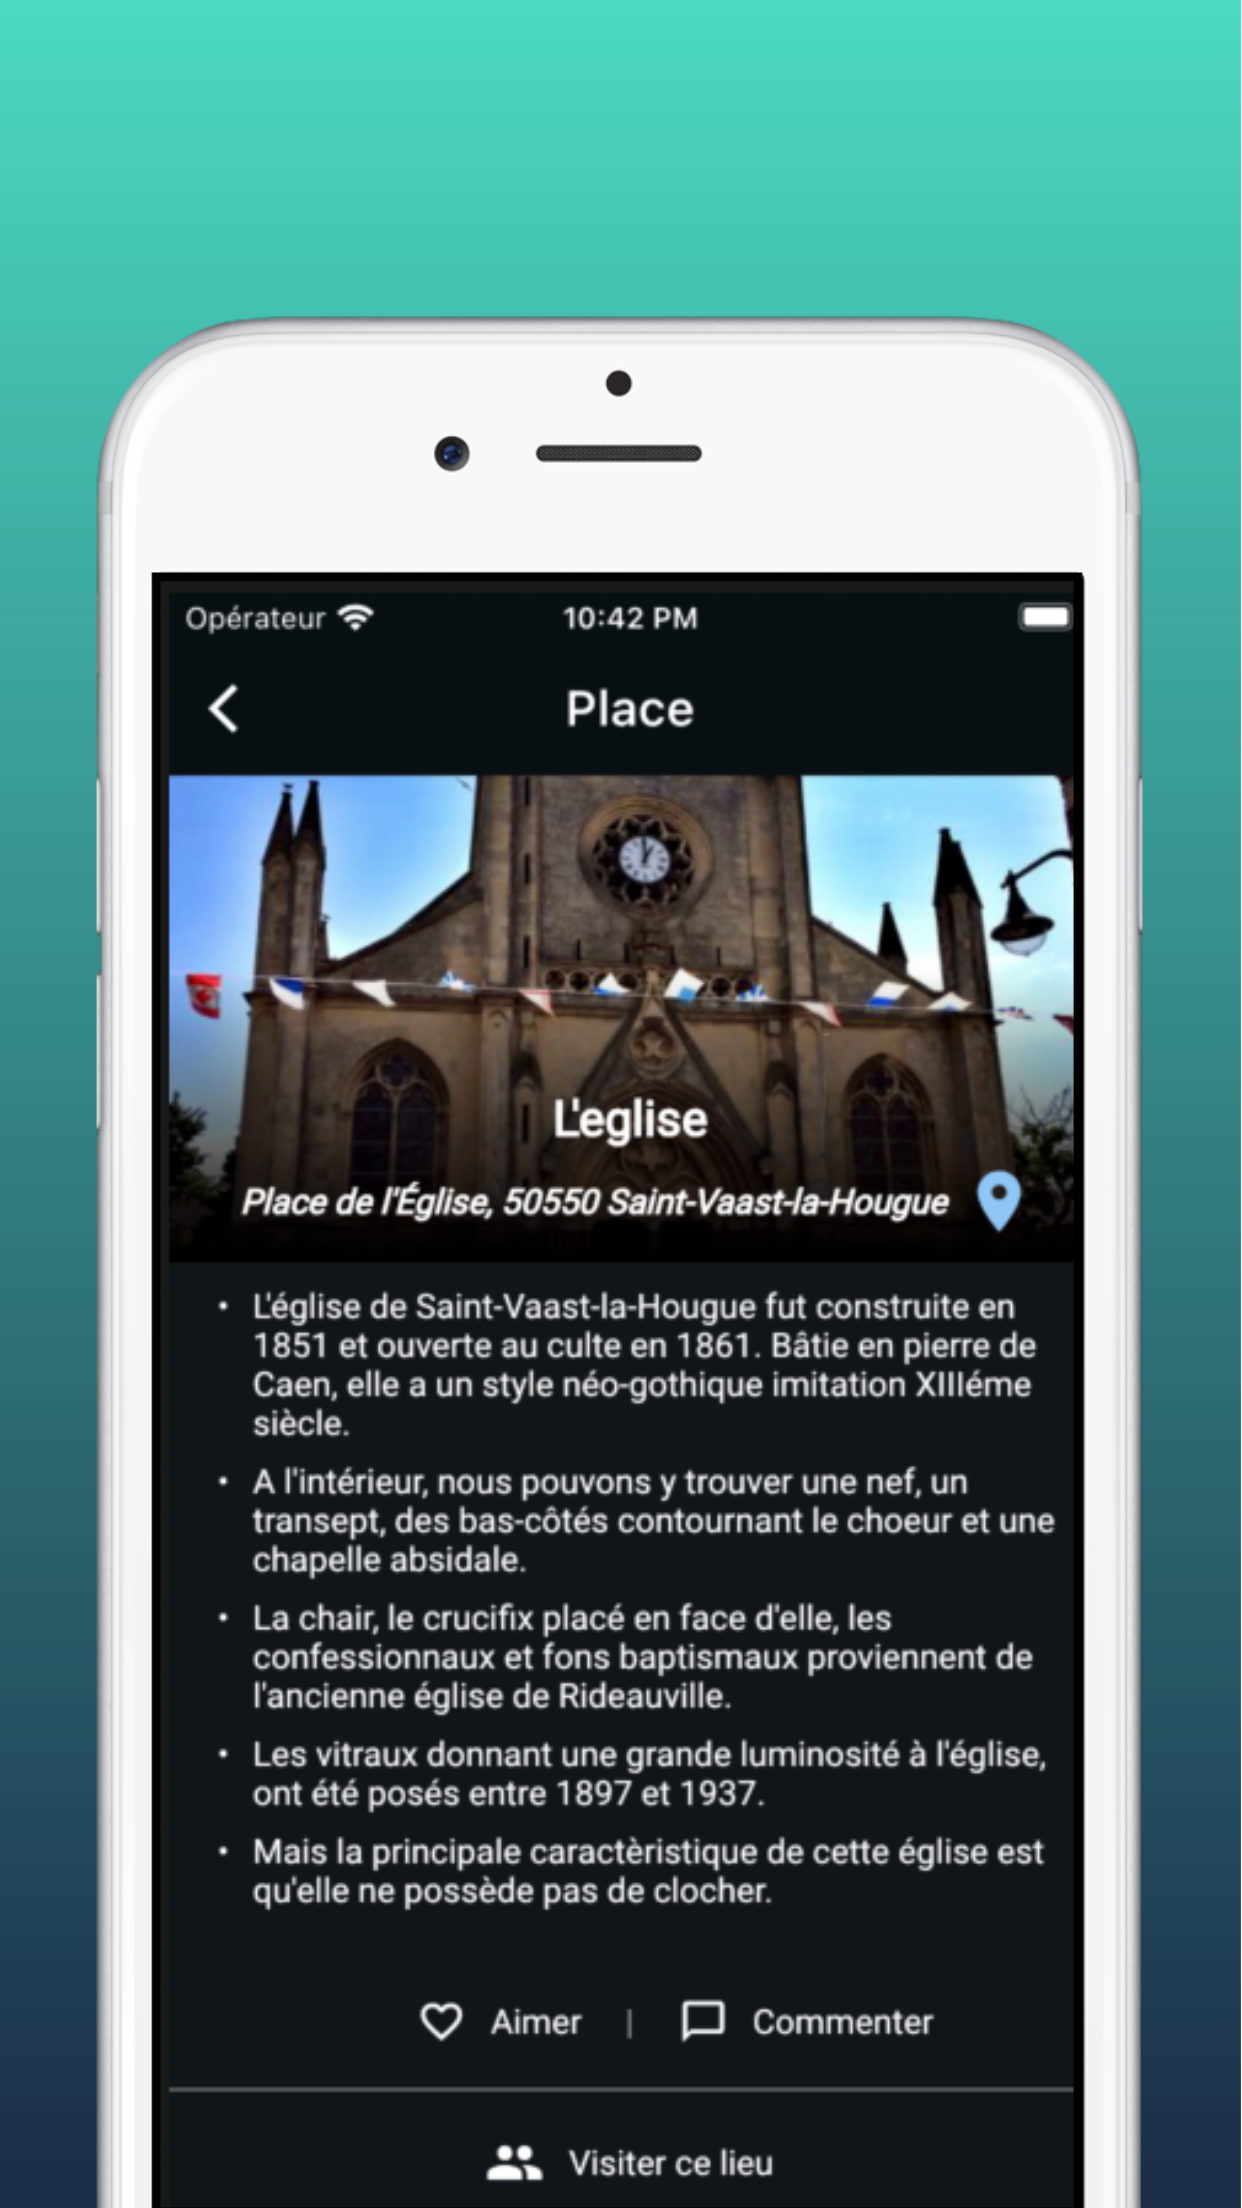 Opérateur 10:42 PM
Place
L'eglise
Place de l'Église, 50550 Saint-Vaast-la-Hougue
• L'église de Saint-Vaast-la-Hougue fut construite en
1851 et ouverte au culte en 1861. Bâtie en pierre de
Caen, elle a un style néo-gothique imitation XIIIéme
siècle.
• A l'intérieur, nous pouvons y trouver une nef, un
transept, des bas-côtés contournant le choeur et une
chapelle absidale.
• La chair, le crucifix placé en face d'elle, les
confessionnaux et fons baptismaux proviennent de
l'ancienne église de Rideauville.
• Les vitraux donnant une grande luminosité à l'église,
ont été posés entre 1897 et 1937.
• Mais la principale caractèristique de cette église est
qu'elle ne possède pas de clocher.
Aimer | Commenter
Visiter ce lieu